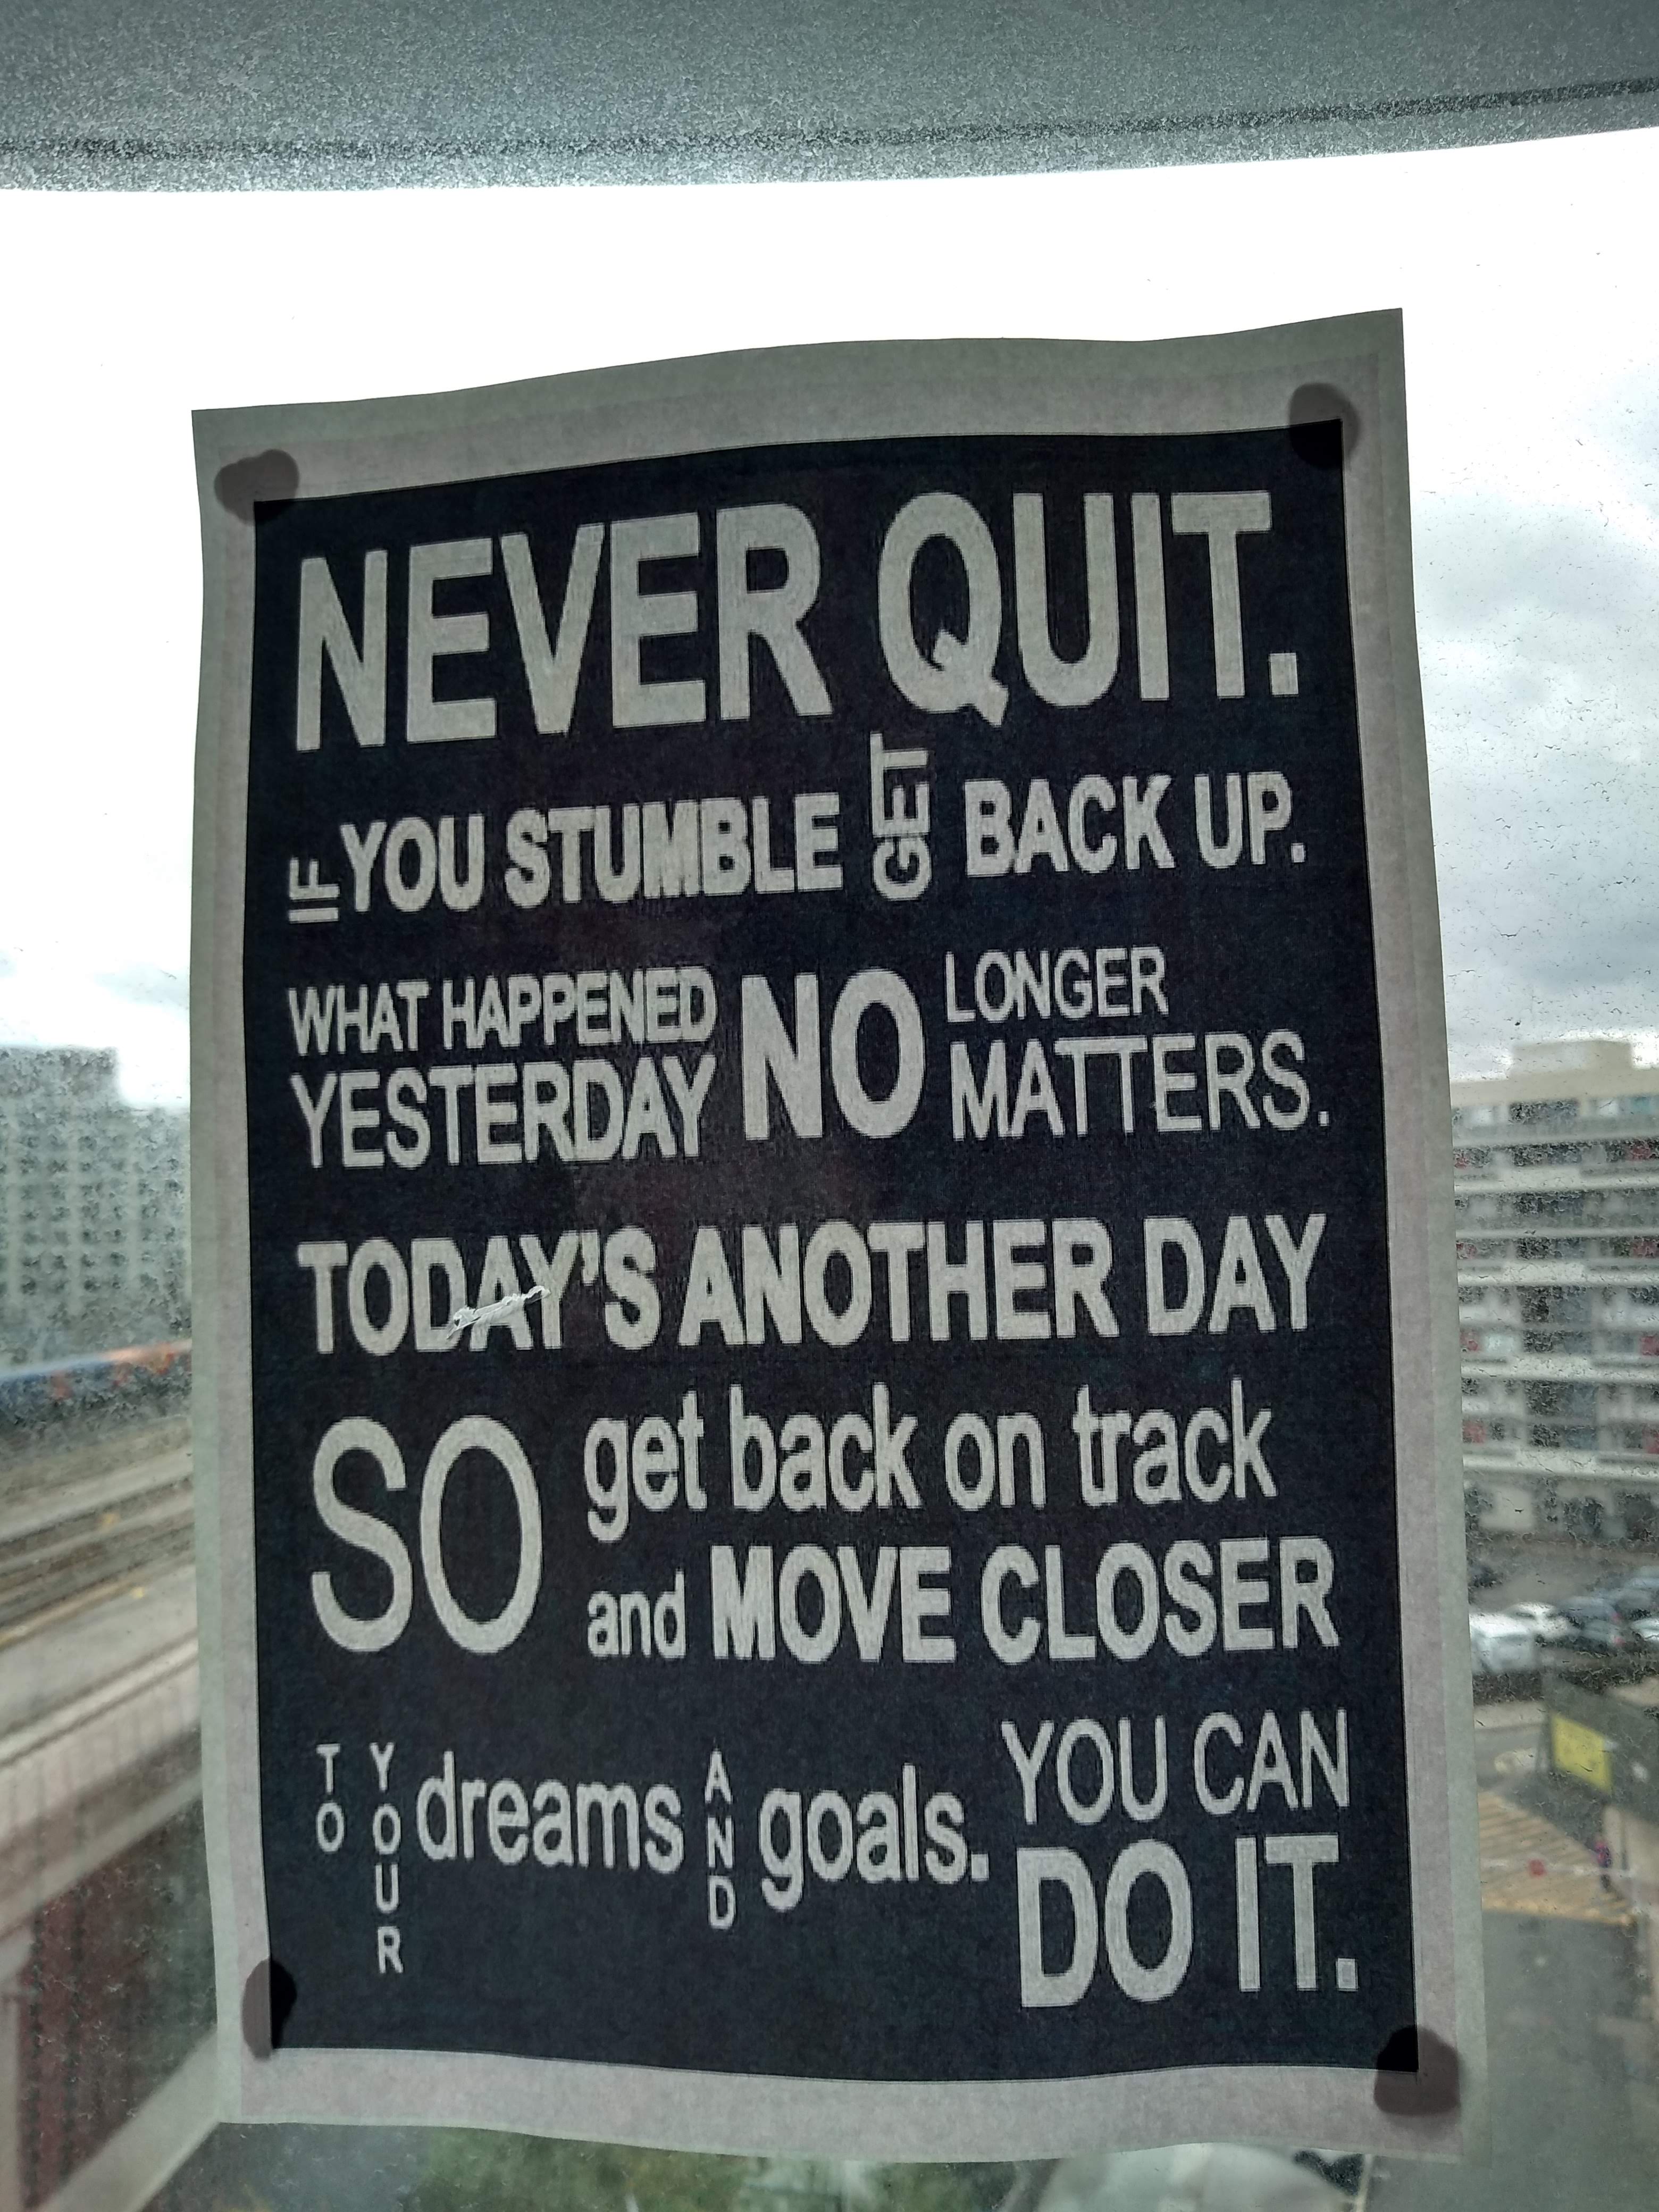 NEVER QUIT.
IF YOU STUMBLE GET BACK UP.
WHAT HAPPENED
YESTERDAY NO LONGER
MATTERS.
TODAY'S ANOTHER DAY
SO get back on track
and MOVE CLOSER
TO YOUR dreams AND goals. YOU CAN
DO IT.